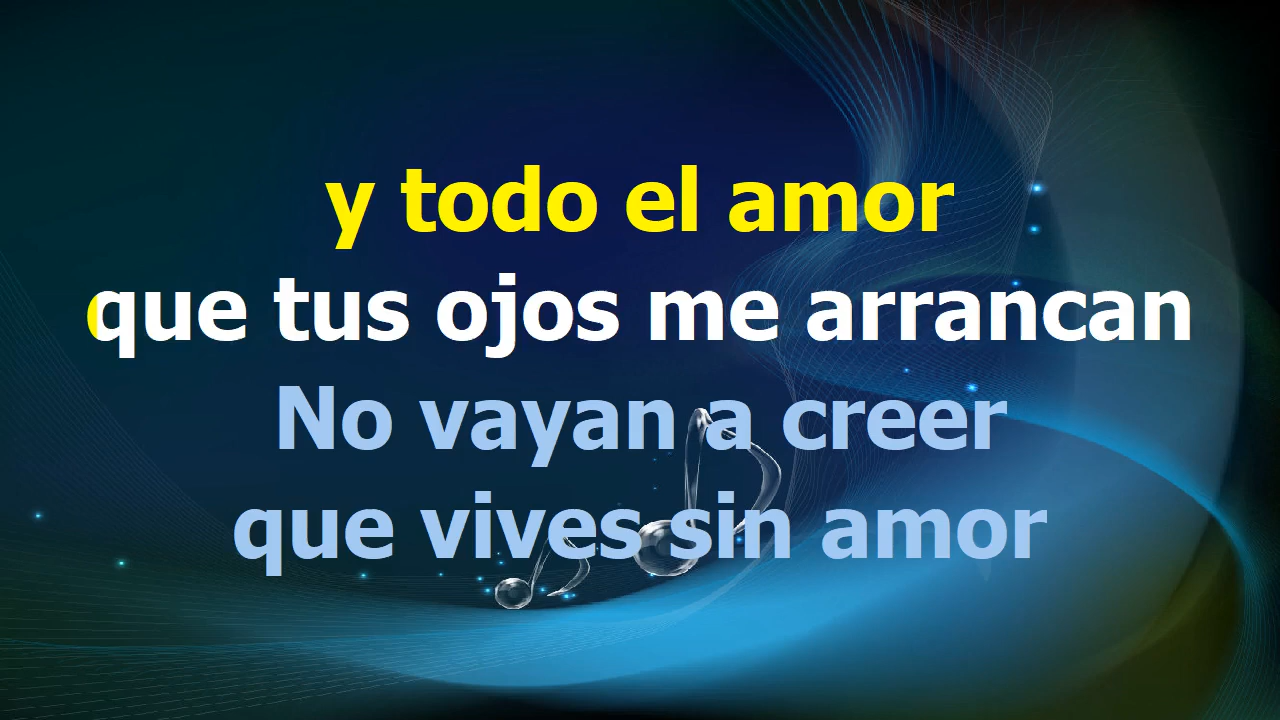 y todo el amor
que tus ojos me arrancan
No vayan a creer
que vives sin amor